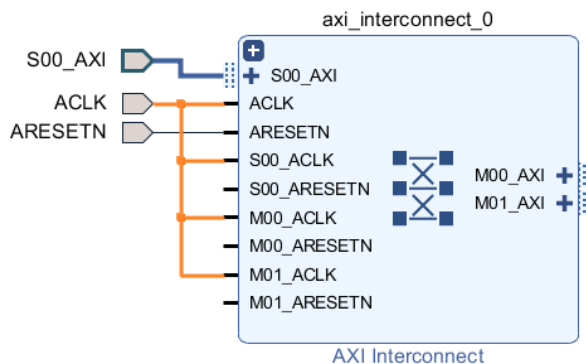 axi_interconnect_0
S00_AXI
ACLK
ARESETN
S00_AXI
ACLK
ARESETN
S00_ACLK
S00_ARESETN
M00_ACLK
M00_ARESETN
M01_ACLK
M01_ARESETN
M00_AXI
M01_AXI
AXI Interconnect